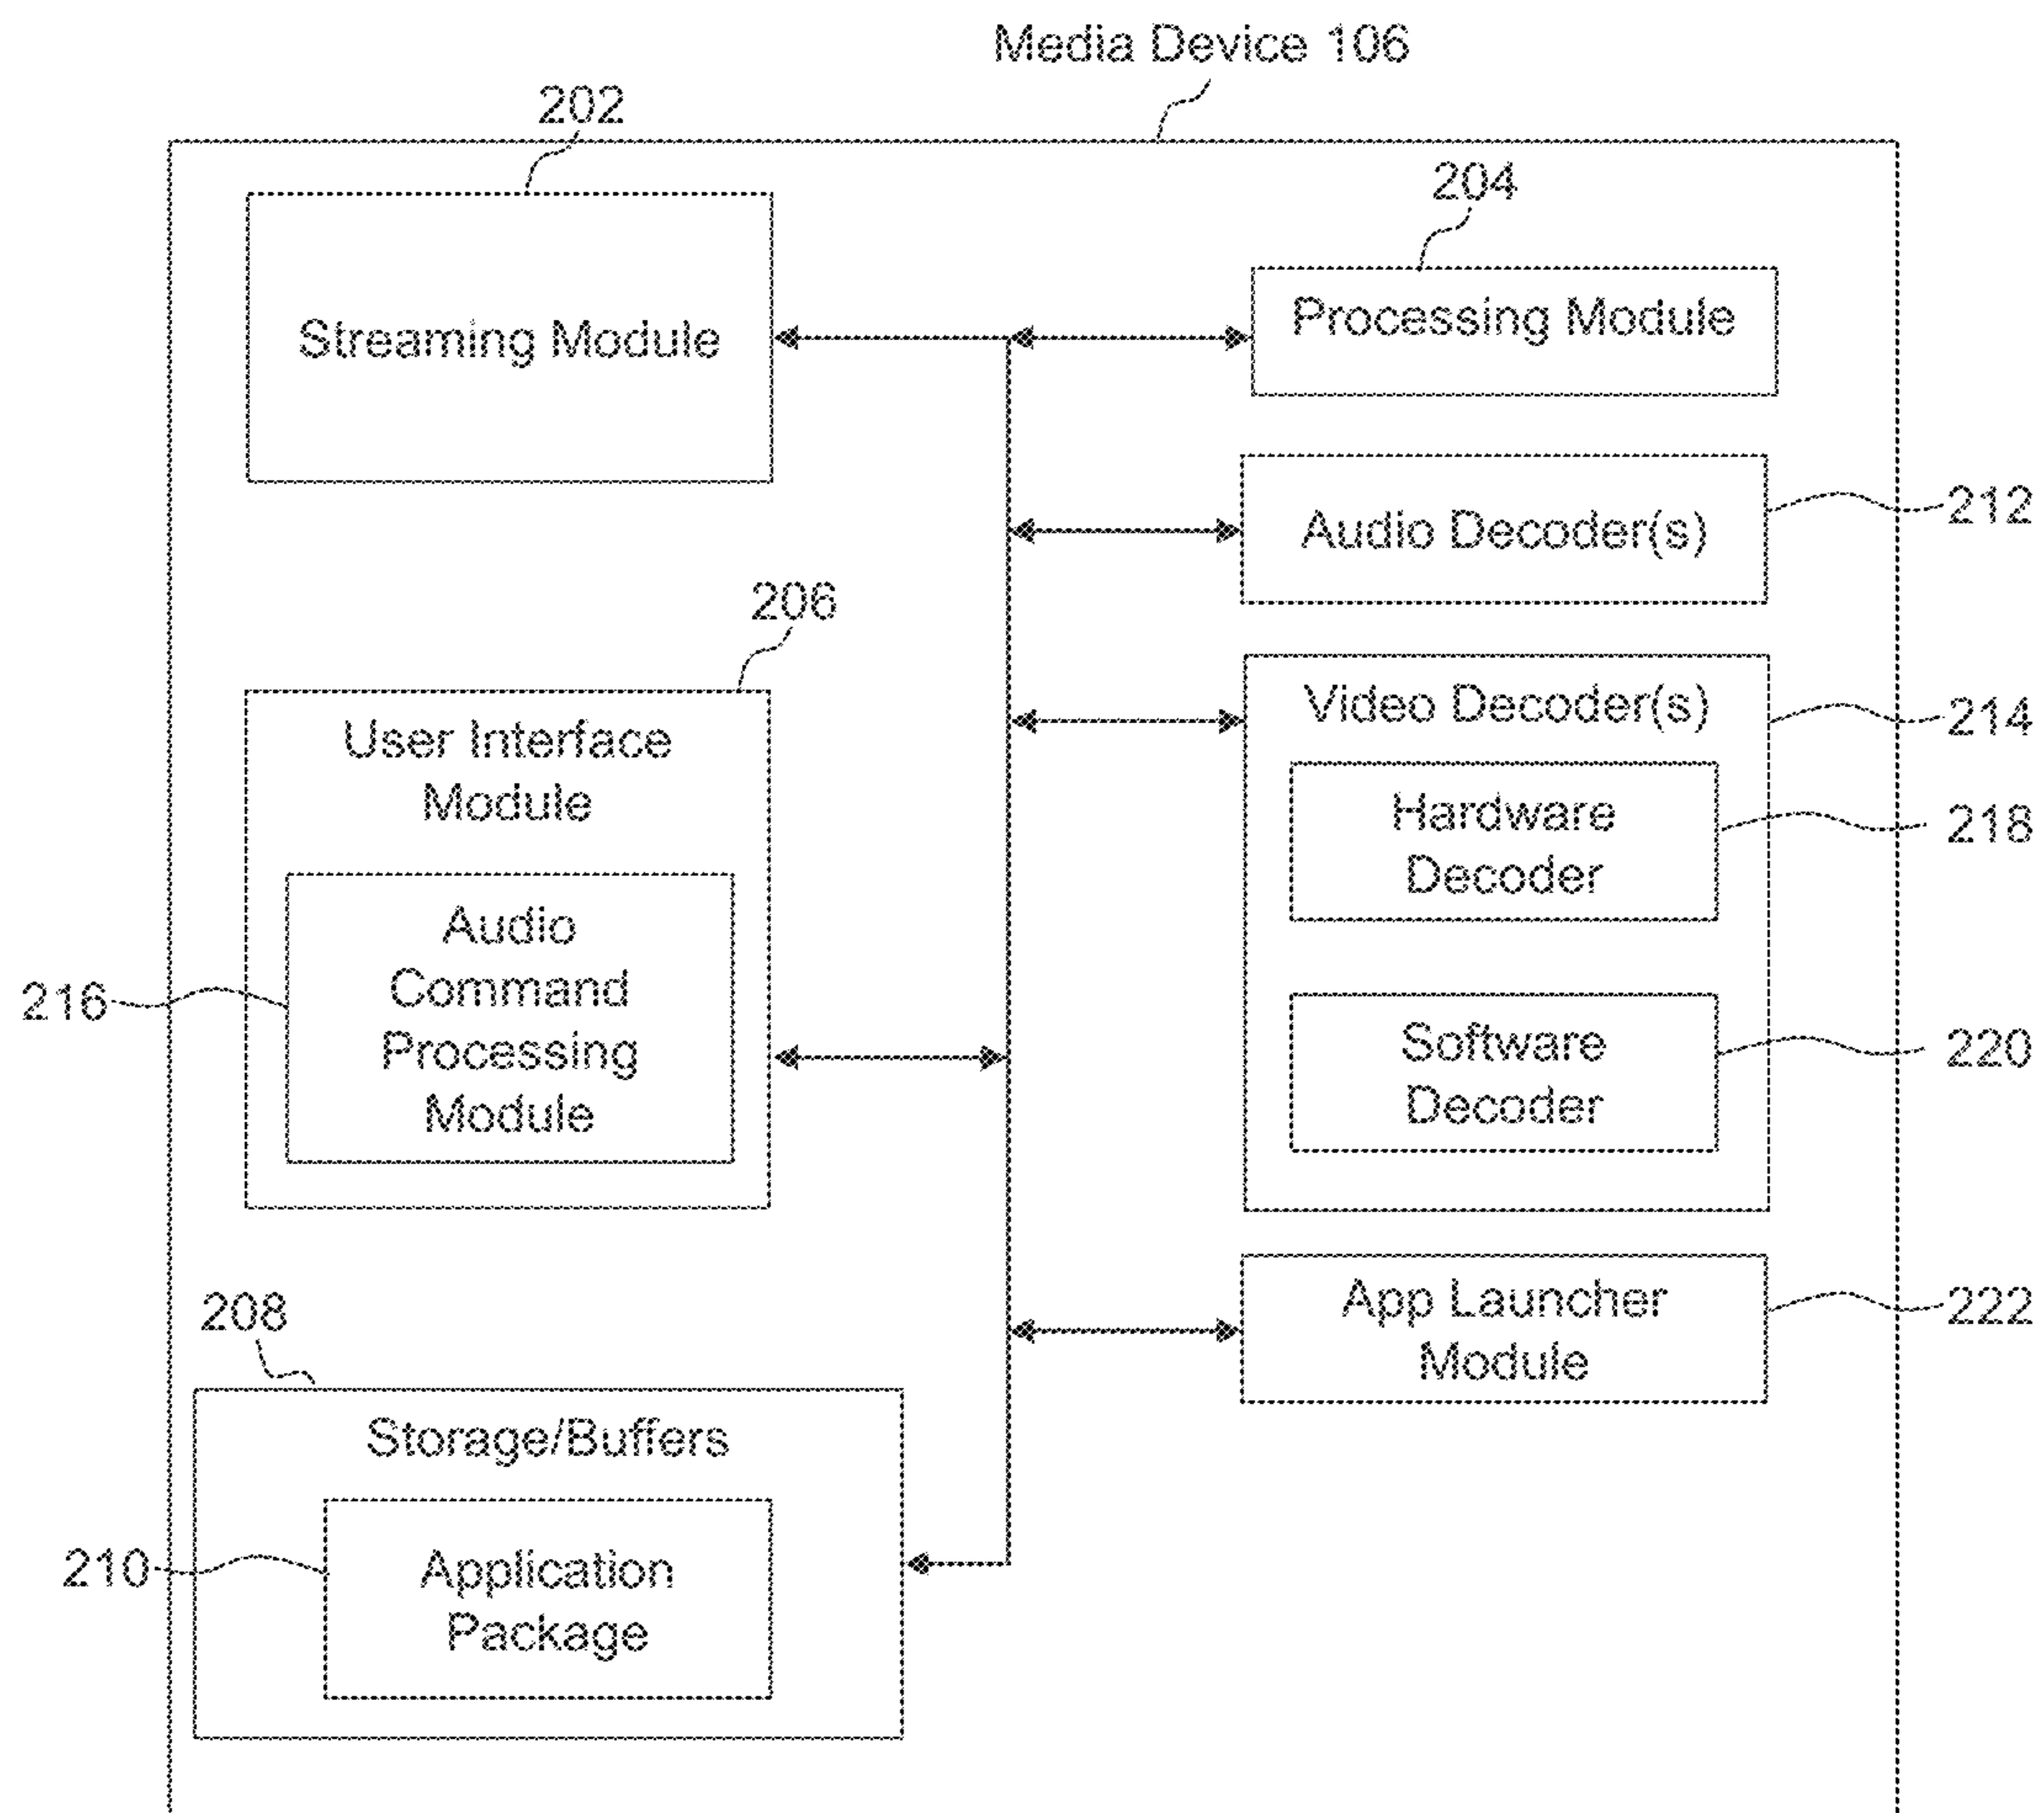 Media Device 106
202
204
Streaming Module
Processing Module
Audio Decoder(s)
212
206
User Interface
Module
Audio
Command
Processing
Module
216
Video Decoder(s)
214
Hardware
Decoder
218
Software
Decoder
220
App Launcher
Module
222
208
Storage/Buffers
210
Application
Package